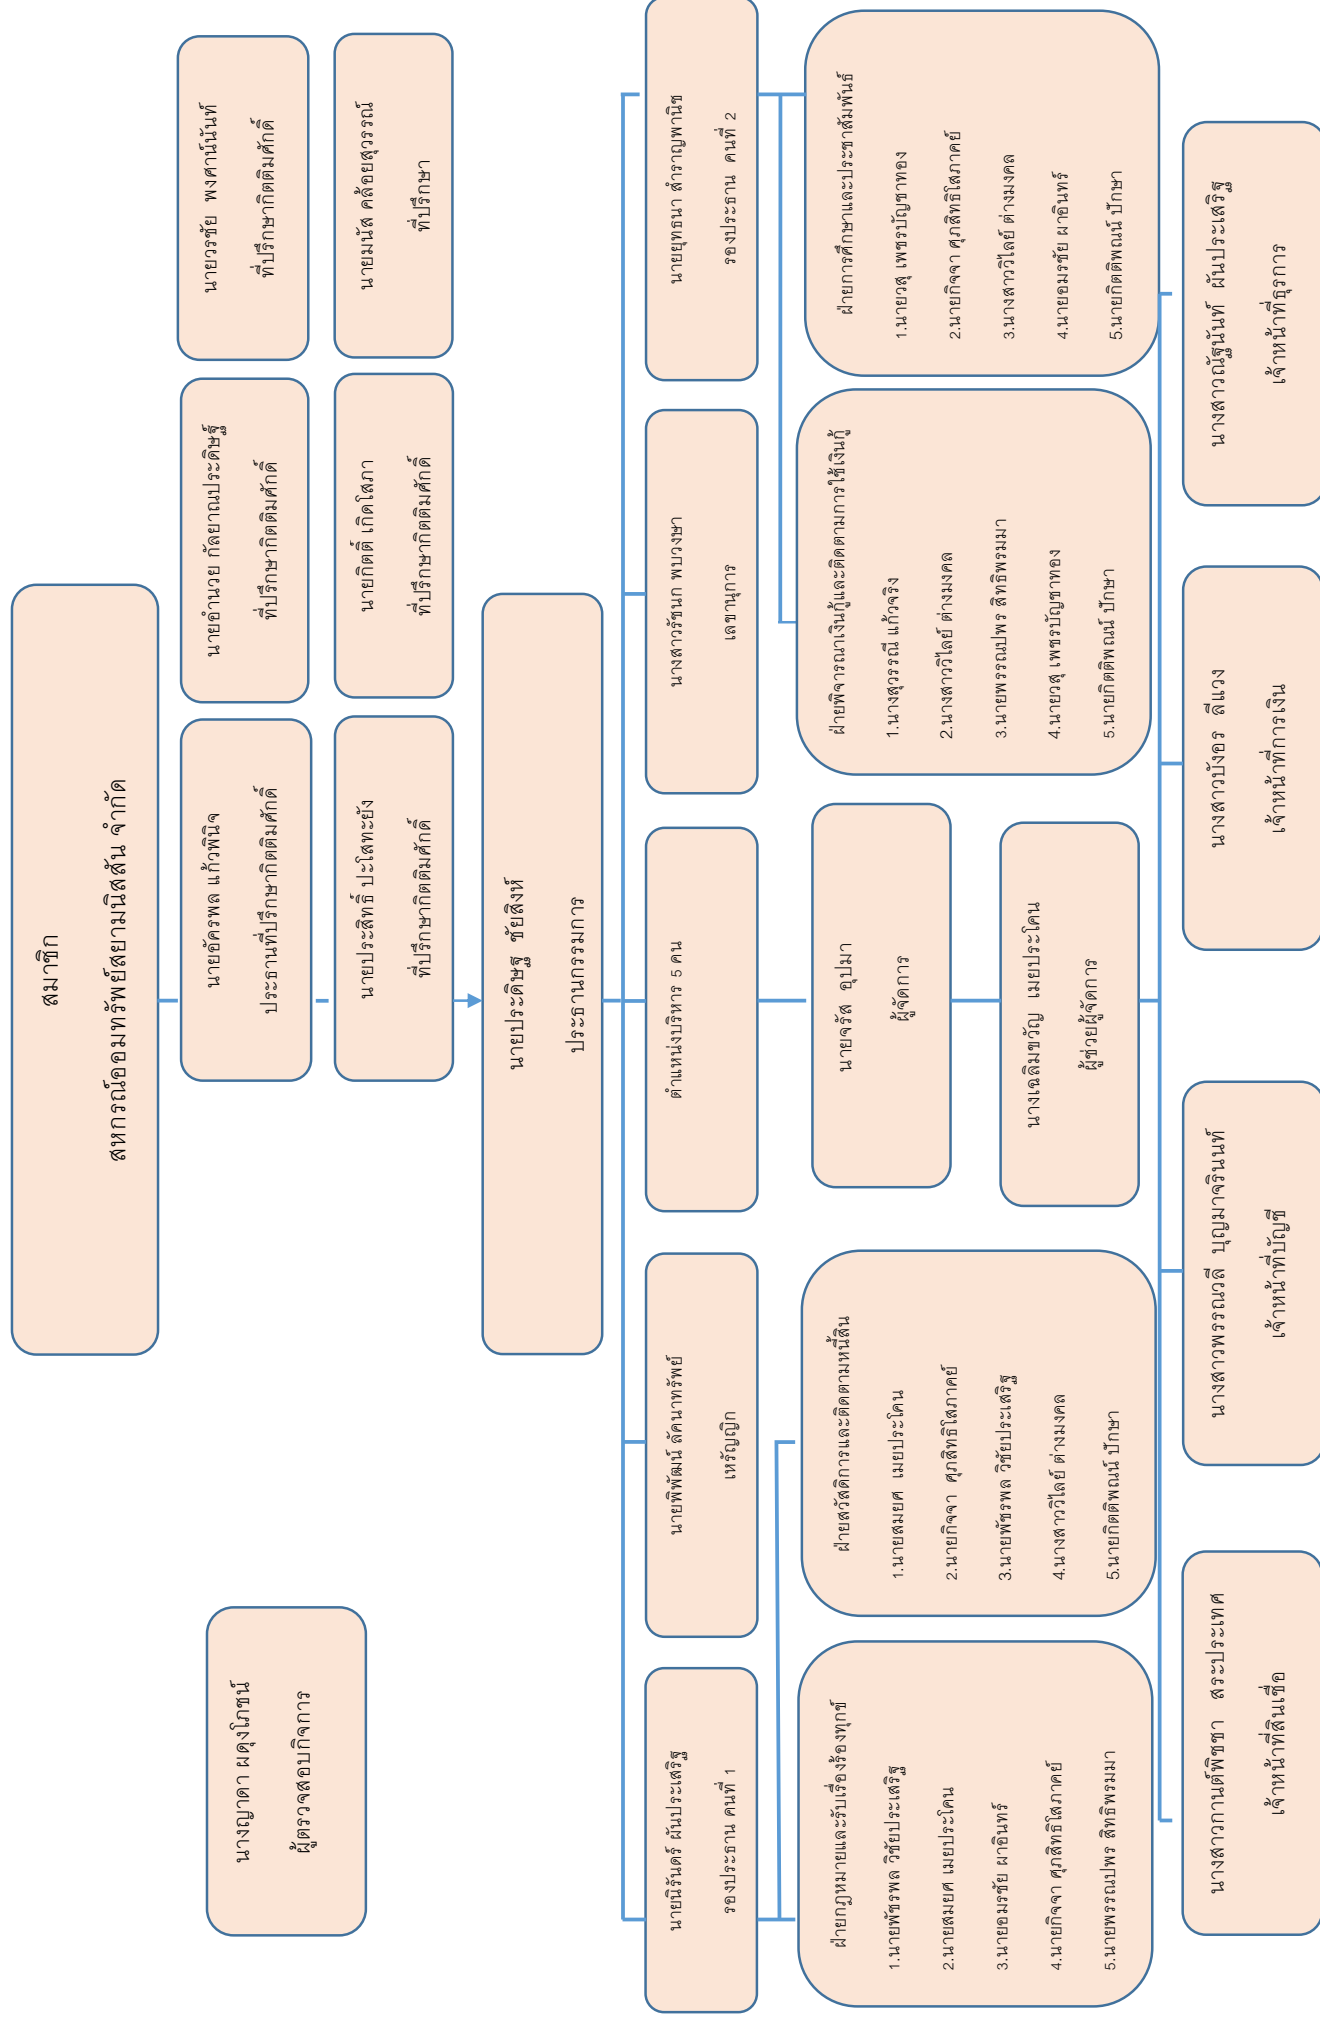 สมาชิก
สหกรณ์ออมทรัพย์สยามนิสสัน จำกัด
นางญาดา ผดุงโภชน์
ผู้ตรวจสอบกิจการ
นายอัครพล แก้วพินิจ
ประธานที่ปรึกษากิตติมศักดิ์
นายอำนวย กัลยาณประดิษฐ์
ที่ปรึกษากิตติมศักดิ์
นายวรชัย พงศานันท์
ที่ปรึกษากิตติมศักดิ์
นายประสิทธิ์ ปะโสทะยัง
ที่ปรึกษากิตติมศักดิ์
นายกิตติ เกิดโสภา
ที่ปรึกษากิตติมศักดิ์
นายมนัส คล้อยสุวรรณ์
ที่ปรึกษา
นายประดิษฐ ชัยสิงห์
ประธานกรรมการ
นายนิรันดร์ ผันประเสริฐ
รองประธาน คนที่ 1
นายพิพัฒน์ ลัคนาทรัพย์
เหรัญญิก
ตำแหน่งบริหาร 5 คน
นางสาวรัชนก พบวงษา
เลขานุการ
นายยุทธนา สำราญพานิช
รองประธาน คนที่ 2
ฝ่ายกฎหมายและรับเรื่องร้องทุกข์
1.นายพัชรพล วิชัยประเสริฐ
2.นายสมยศ เมยประโคน
3.นายอมรชัย ผาอินทร์
4.นายกิจจา ศุภสิทธิโสภาคย์
5.นายพรรณปพร สิทธิพรมมา
ฝ่ายสวัสดิการและติดตามหนี้สิน
1.นายสมยศ เมยประโคน
2.นายกิจจา ศุภสิทธิโสภาคย์
3.นายพัชรพล วิชัยประเสริฐ
4.นางสาววิไลย์ ต่างมงคล
5.นายกิตติพณน์ ปักษา
นายจรัส อุปมา
ผู้จัดการ
นางเฉลิมขวัญ เมยประโคน
ผู้ช่วยผู้จัดการ
ฝ่ายพิจารณาเงินกู้และติดตามการใช้เงินกู้
1.นางสุวรรณี แก้วจริง
2.นางสาววิไลย์ ต่างมงคล
3.นายพรรณปพร สิทธิพรมมา
4.นายวสุ เพชรบัญชาทอง
5.นายกิตติพณน์ ปักษา
ฝ่ายการศึกษาและประชาสัมพันธ์
1.นายวสุ เพชรบัญชาทอง
2.นายกิจจา ศุภสิทธิโสภาคย์
3.นางสาววิไลย์ ต่างมงคล
4.นายอมรชัย ผาอินทร์
5.นายกิตติพณน์ ปักษา
นางสาวกานต์พิชชา สระประเทศ
เจ้าหน้าที่สินเชื่อ
นางสาวพรรณวลี บุญมาจรินนท์
เจ้าหน้าที่บัญชี
นางสาวบังอร สีแวง
เจ้าหน้าที่การเงิน
นางสาวณัฐนันท์ ผันประเสริฐ
เจ้าหน้าที่ธุรการ